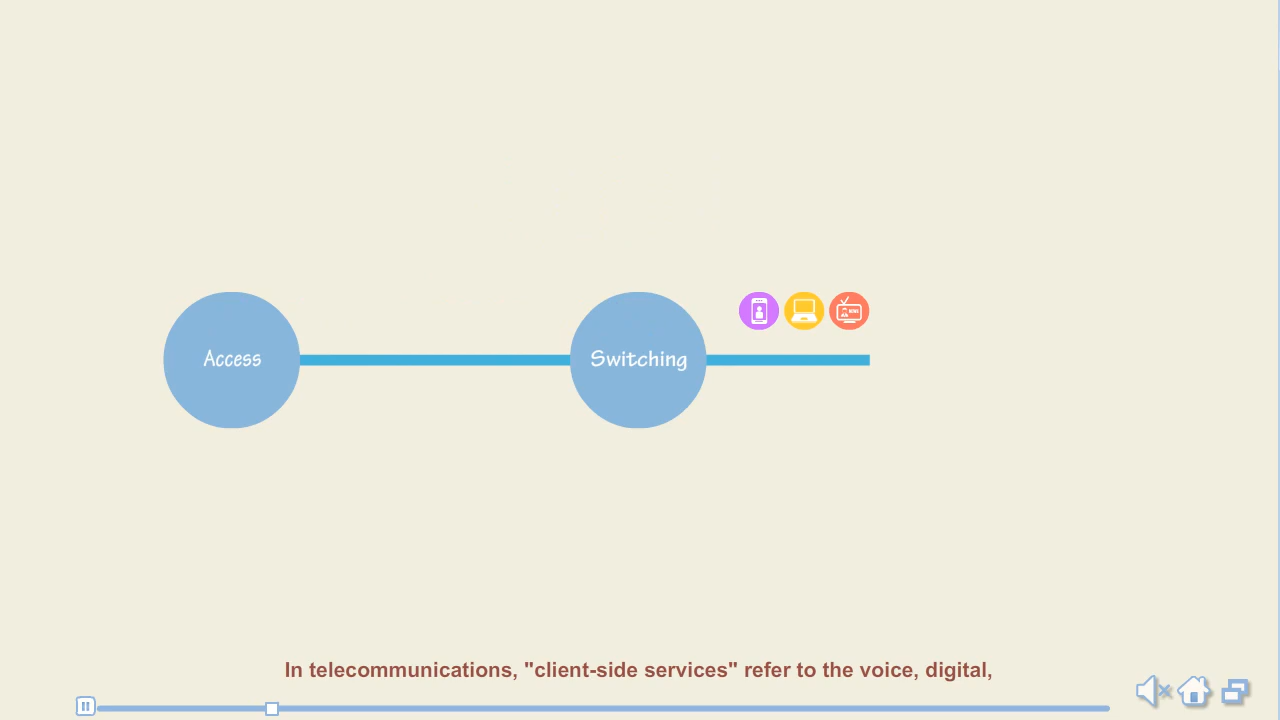 Access
Switching
In telecommunications, "client-side services" refer to the voice, digital,